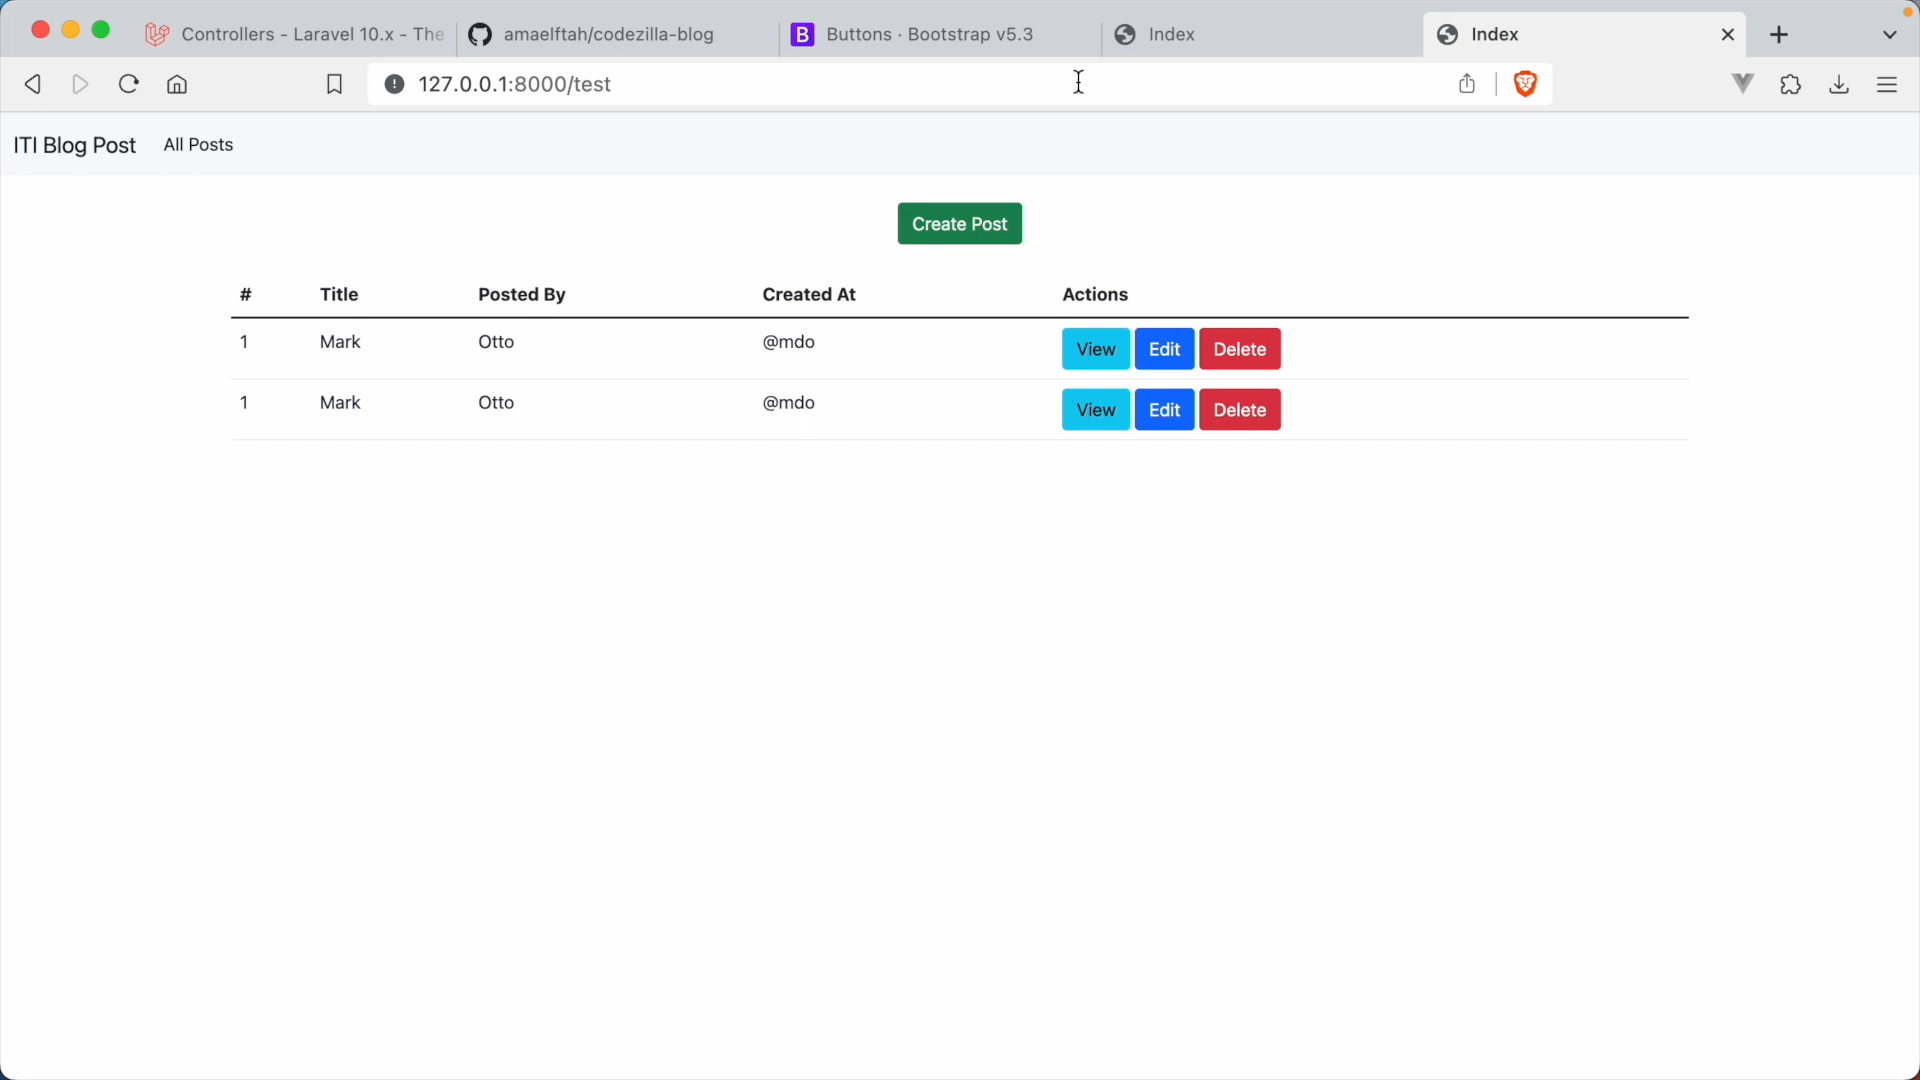 Controllers - Laravel 10.x - The
amaelftah/codezilla-blog
B Buttons · Bootstrap v5.3
Index
Index
127.0.0.1:8000/test
ITI Blog Post All Posts
Create Post
# Title Posted By Created At Actions
1 Mark Otto @mdo View Edit Delete
1 Mark Otto @mdo View Edit Delete